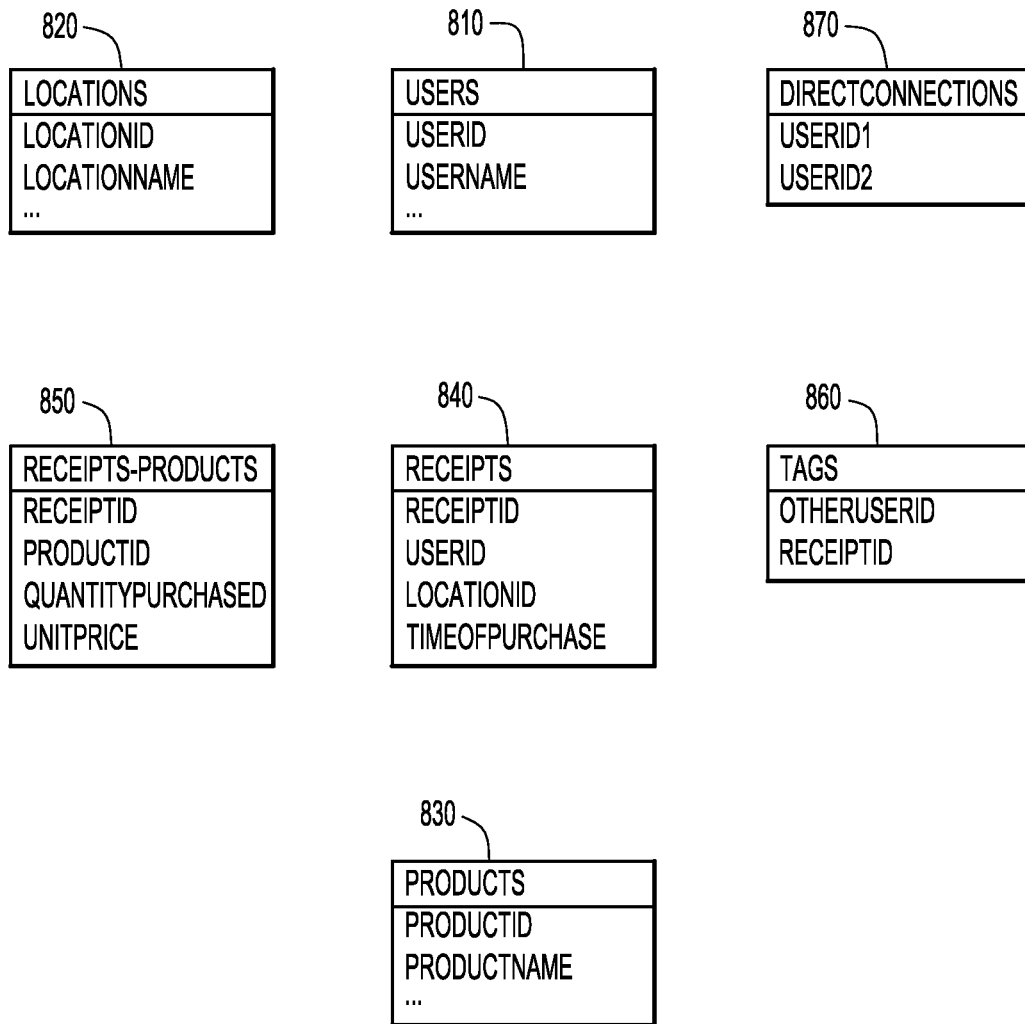 820
LOCATIONS
LOCATIONID
LOCATIONNAME
...
810
USERS
USERID
USERNAME
...
870
DIRECTCONNECTIONS
USERID1
USERID2
850
RECEIPTS-PRODUCTS
RECEIPTID
PRODUCTID
QUANTITYPURCHASED
UNITPRICE
840
RECEIPTS
RECEIPTID
USERID
LOCATIONID
TIMEOFPURCHASE
860
TAGS
OTHERUSERID
RECEIPTID
830
PRODUCTS
PRODUCTID
PRODUCTNAME
...